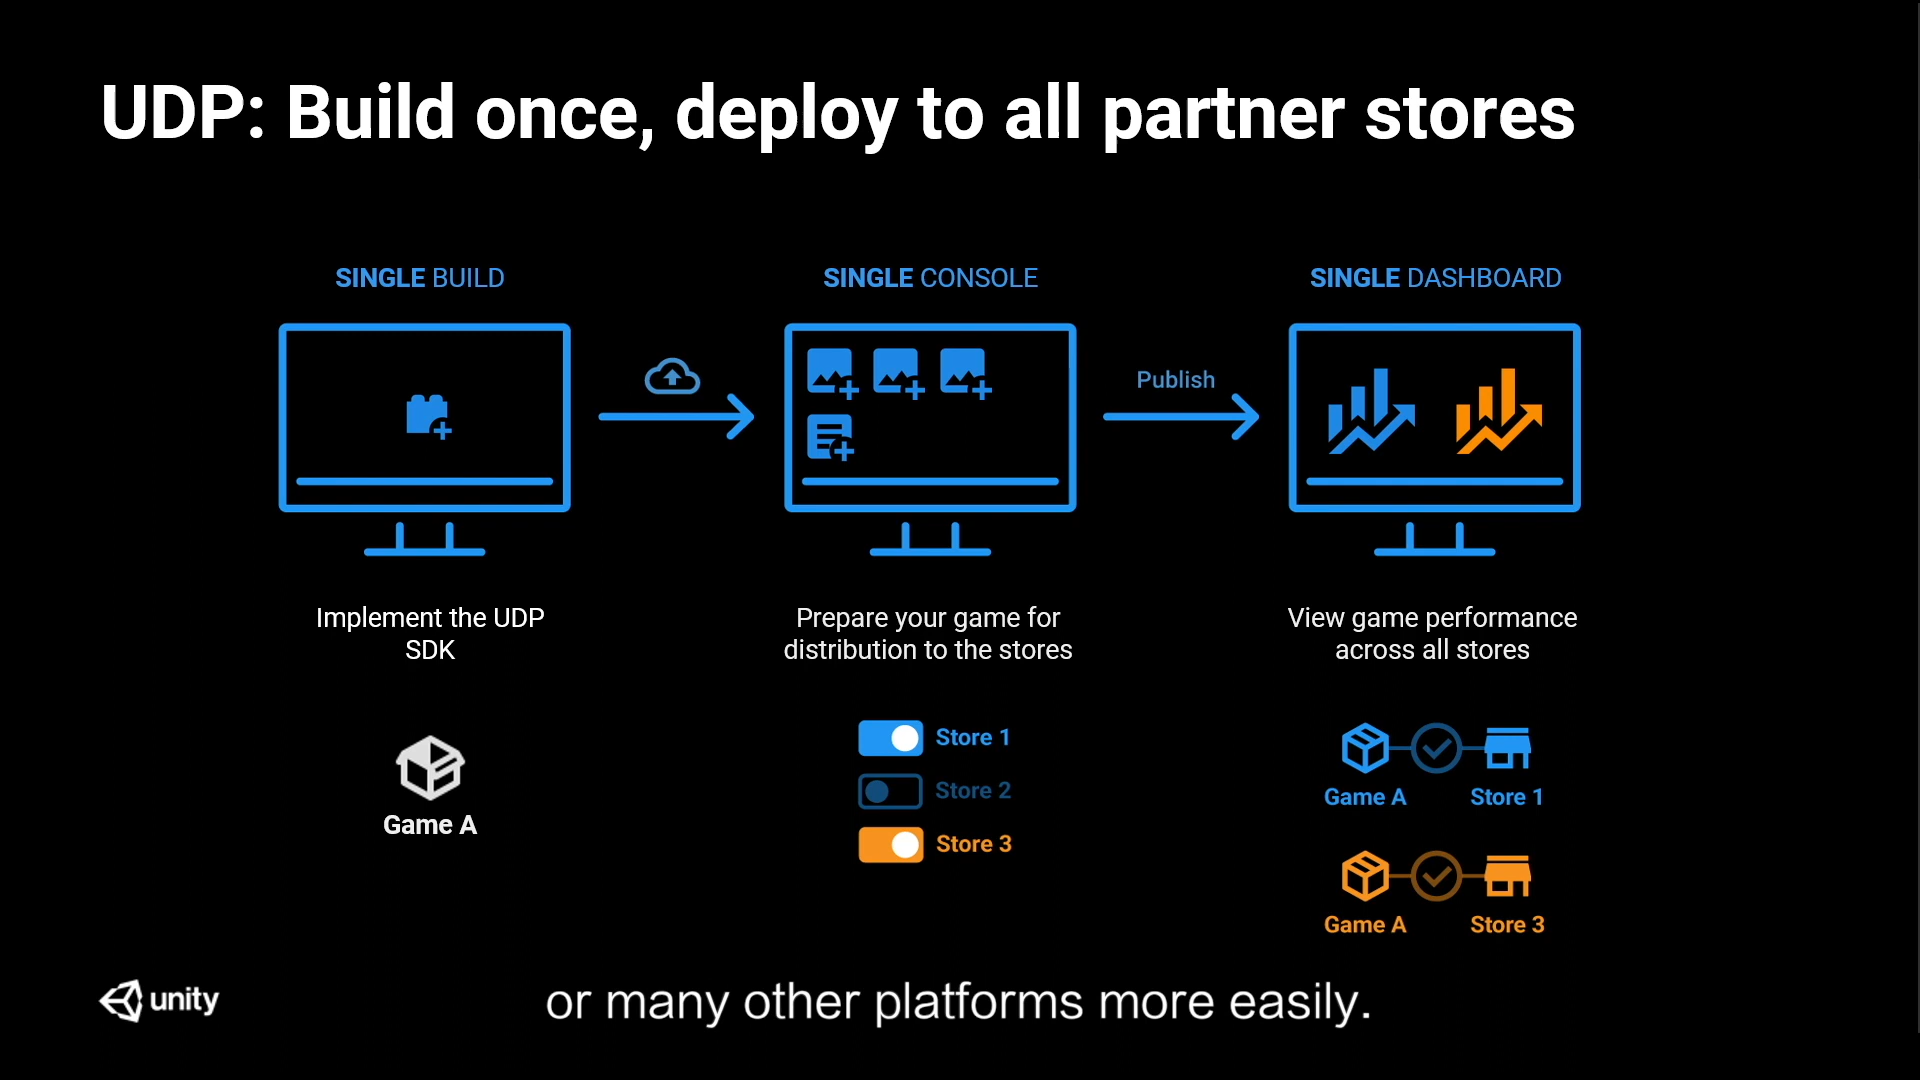 UDP: Build once, deploy to all partner stores
SINGLE BUILD
Implement the UDP
SDK
Game A
SINGLE CONSOLE
Prepare your game for
distribution to the stores
Store 1
Store 2
Store 3
Publish
SINGLE DASHBOARD
View game performance
across all stores
Game A
Store 1
Game A
Store 3
unity
or many other platforms more easily.